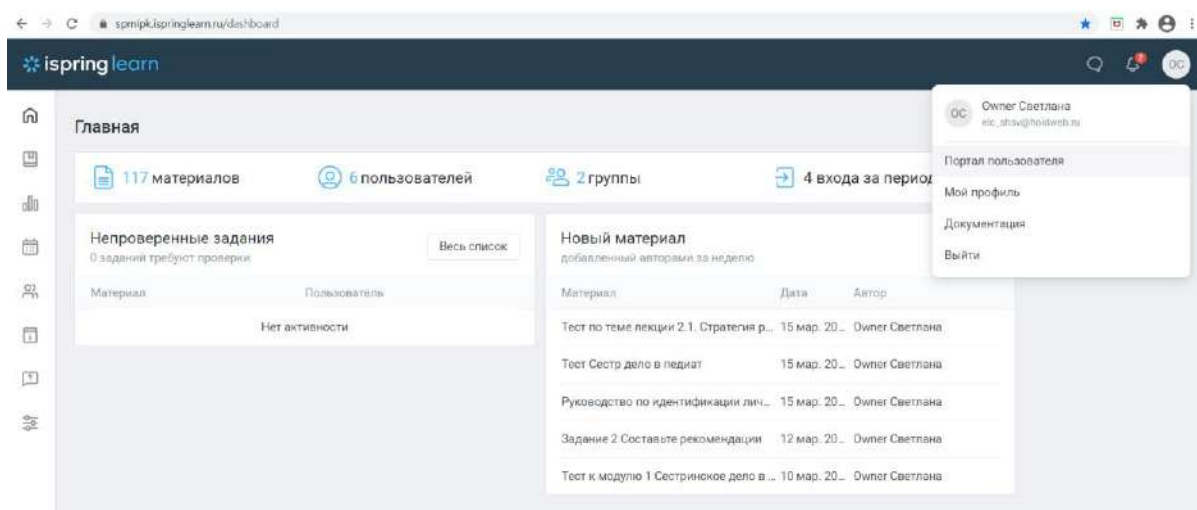 spmipk.ispringlearn.ru/dashboard
ispring learn
2
OC
Главная
OC
Owner Светлана
Портал пользователя
Мой профиль
Документация
Выйти
117 материалов
6 пользователей
2 группы
4 входа за период
Непроверенные задания
0 заданий требуют проверки
Весь список
Материал
Пользователь
Нет активности
Новый материал
добавленный авторами за неделю
Материал Дата Автор
Тест по теме лекции 2.1. Стратегия р... 15 мар. 20... Owner Светлана
Тест Сестр дело в педиат 15 мар. 20... Owner Светлана
Руководство по идентификации лич... 15 мар. 20... Owner Светлана
Задание 2 Составьте рекомендации 12 мар. 20... Owner Светлана
Тест к модулю 1 Сестринское дело в ... 10 мар. 20... Owner Светлана